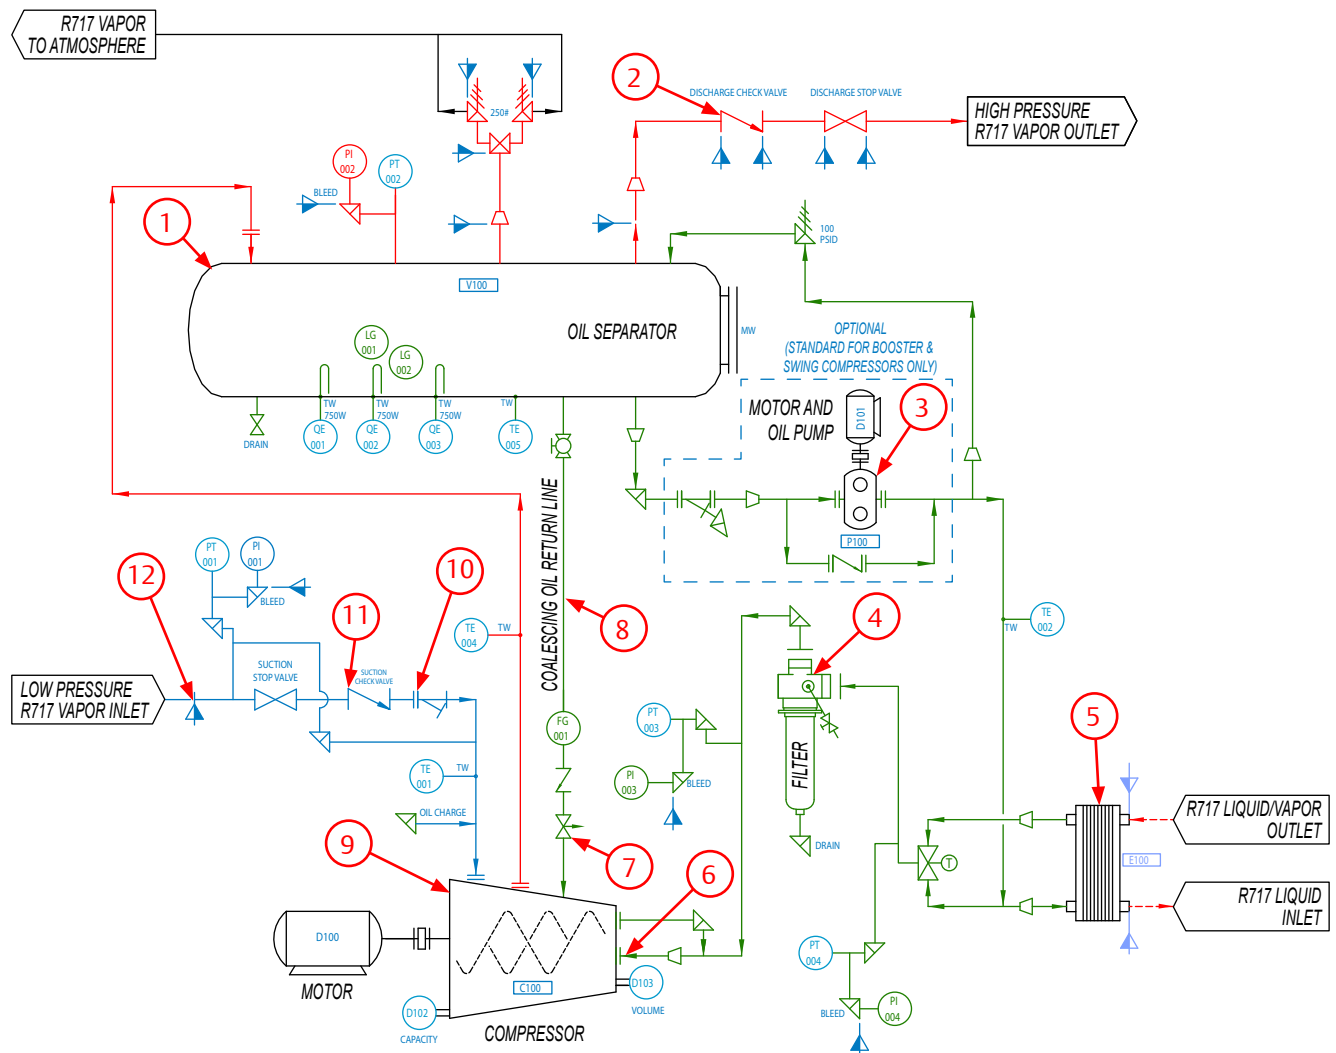 R717 VAPOR
TO ATMOSPHERE
250#
2
DISCHARGE CHECK VALVE
DISCHARGE STOP VALVE
HIGH PRESSURE
R717 VAPOR OUTLET
PI
002
PT
002
BLEED
1
100
PSID
V100
OIL SEPARATOR
MW
LG
001
LG
002
OPTIONAL
(STANDARD FOR BOOSTER &
SWING COMPRESSORS ONLY)
TW
750W
TW
750W
TW
750W
TW
QE
001
QE
002
QE
003
TE
005
DRAIN
MOTOR AND
OIL PUMP
D101
3
P100
COALESCING OIL RETURN LINE
PT
001
PI
001
BLEED
12
11
10
8
4
TE
004
TW
TE
002
TW
SUCTION
STOP VALVE
SUCTION
CHECK VALVE
LOW PRESSURE
R717 VAPOR INLET
FG
001
PT
003
PI
003
BLEED
FILTER
DRAIN
5
TE
001
TW
OIL CHARGE
R717 LIQUID/VAPOR
OUTLET
E100
T
R717 LIQUID
INLET
9
7
6
D100
MOTOR
C100
D103
VOLUME
D102
CAPACITY
COMPRESSOR
PT
004
BLEED
PI
004